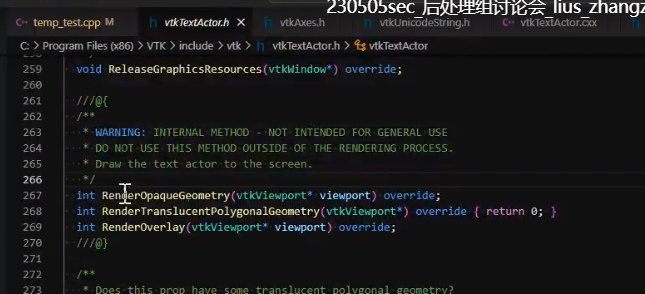 230505sec_后处理组讨论会_lius_zhangz
temp_test.cpp M vtkTextActor.h vtkAxes.h vtkUnicodeString.h vtkTextActor.cxx
C: > Program Files (x86) > VTK > include > vtk > vtkTextActor.h > vtkTextActor
259 void ReleaseGraphicsResources(vtkWindow*) override;
260
261 ///@{
262 /**
263 * WARNING: INTERNAL METHOD - NOT INTENDED FOR GENERAL USE
264 * DO NOT USE THIS METHOD OUTSIDE OF THE RENDERING PROCESS.
265 * Draw the text actor to the screen.
266 */
267 int RenderOpaqueGeometry(vtkViewport* viewport) override;
268 int RenderTranslucentPolygonalGeometry(vtkViewport*) override { return 0; }
269 int RenderOverlay(vtkViewport* viewport) override;
270 ///@}
271
272 /**
273 * Does this prop have some translucent polygonal geometry?